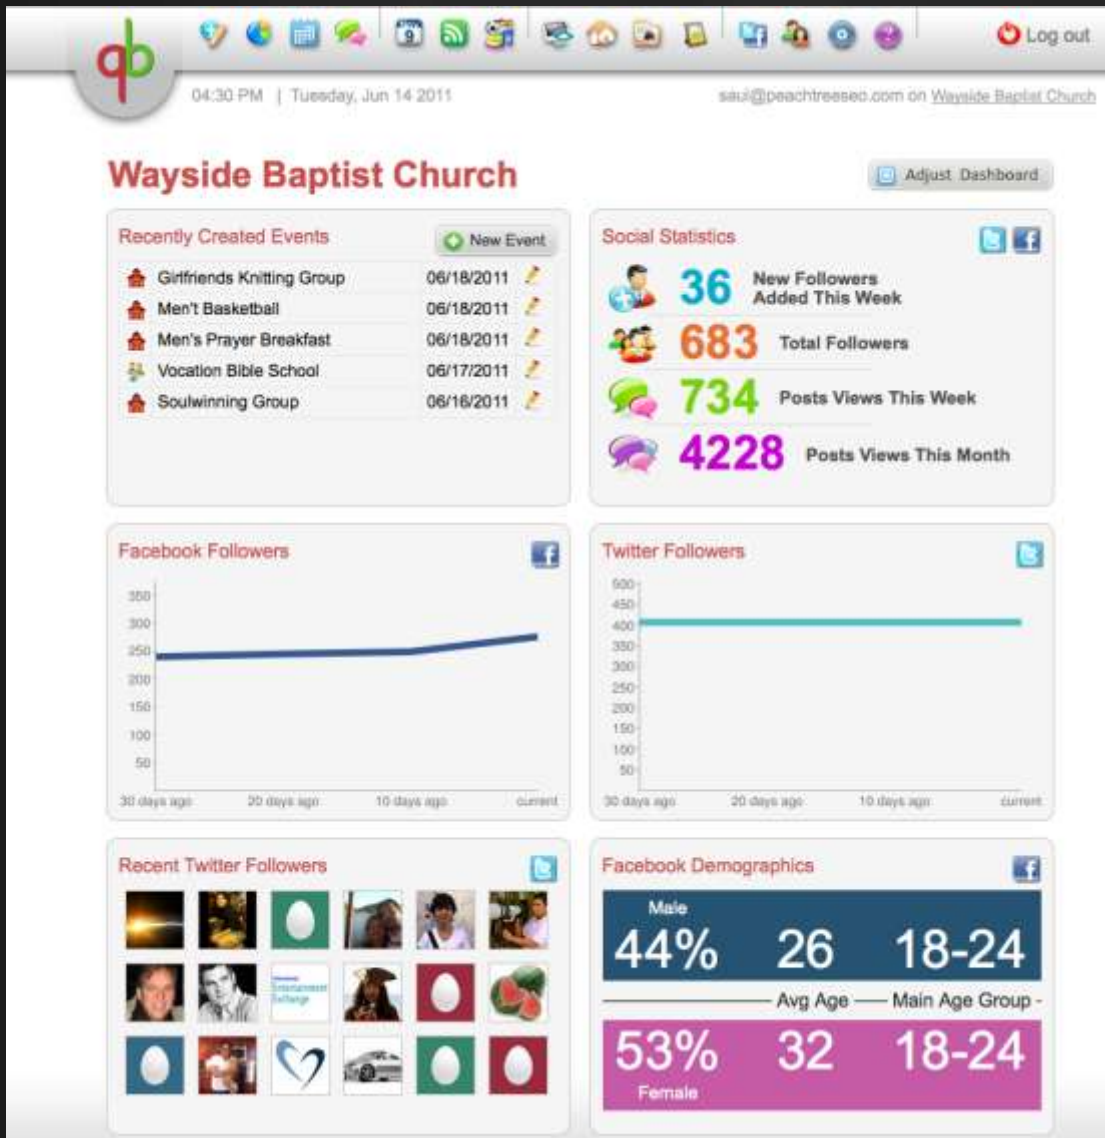 qb
9
Log out
04:30 PM | Tuesday, Jun 14 2011
saul@peachtreeseo.com on Wayside Baptist Church
Wayside Baptist Church
Adjust Dashboard
Recently Created Events
New Event
Girlfriends Knitting Group 06/18/2011
Men't Basketball 06/18/2011
Men's Prayer Breakfast 06/18/2011
Vocation Bible School 06/17/2011
Soulwinning Group 06/16/2011
Social Statistics
36 New Followers
Added This Week
683 Total Followers
734 Posts Views This Week
4228 Posts Views This Month
Facebook Followers
350
300
250
200
150
100
50
30 days ago 20 days ago 10 days ago current
Twitter Followers
500
450
400
350
300
250
200
150
100
50
30 days ago 20 days ago 10 days ago current
Recent Twitter Followers
Entertainment
Exchange
Facebook Demographics
Male
44% 26 18-24
Avg Age Main Age Group
53% 32 18-24
Female